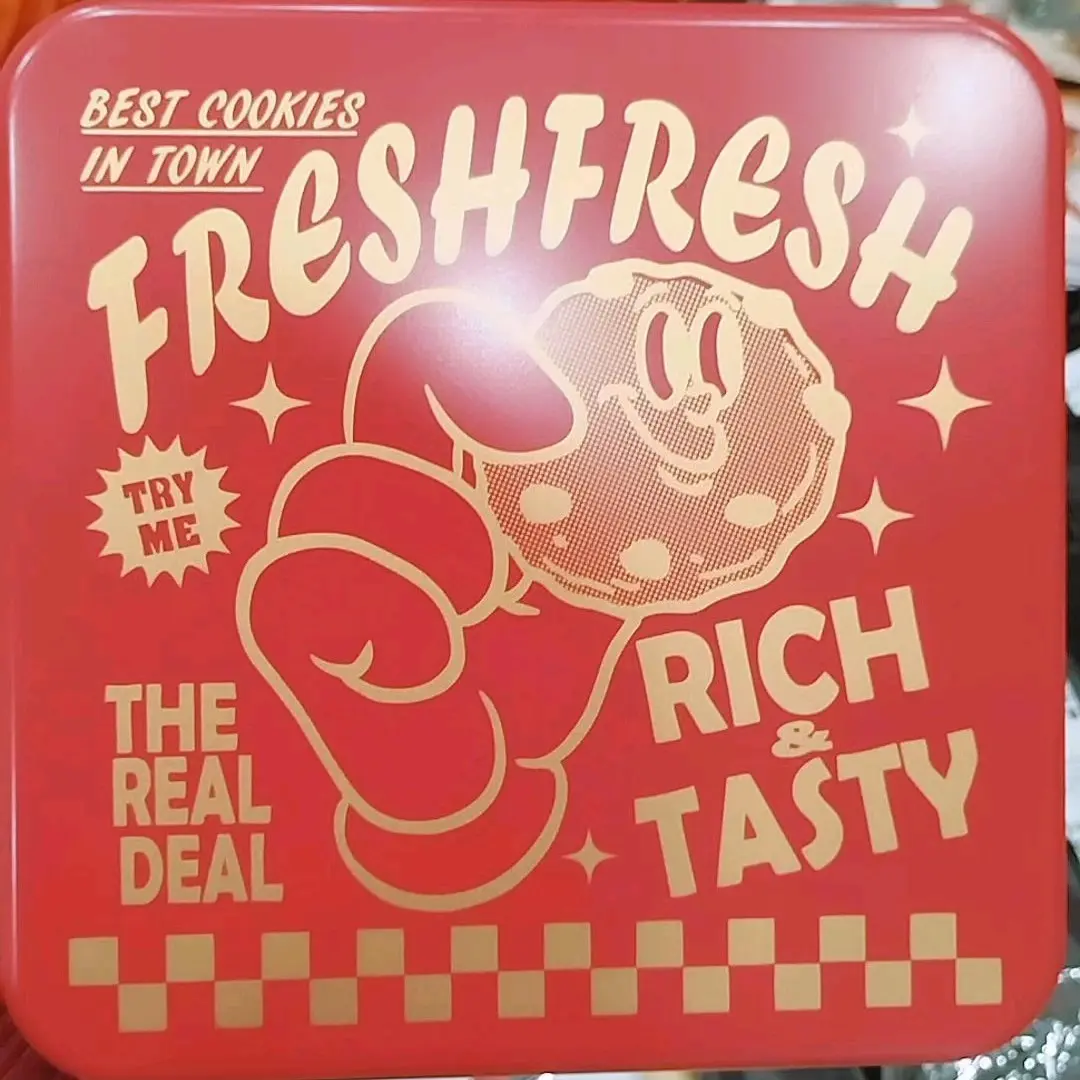 BEST COOKIES
IN TOWN
FRESHFRESH
TRY
ME
THE
REAL
DEAL
RICH
&
TASTY